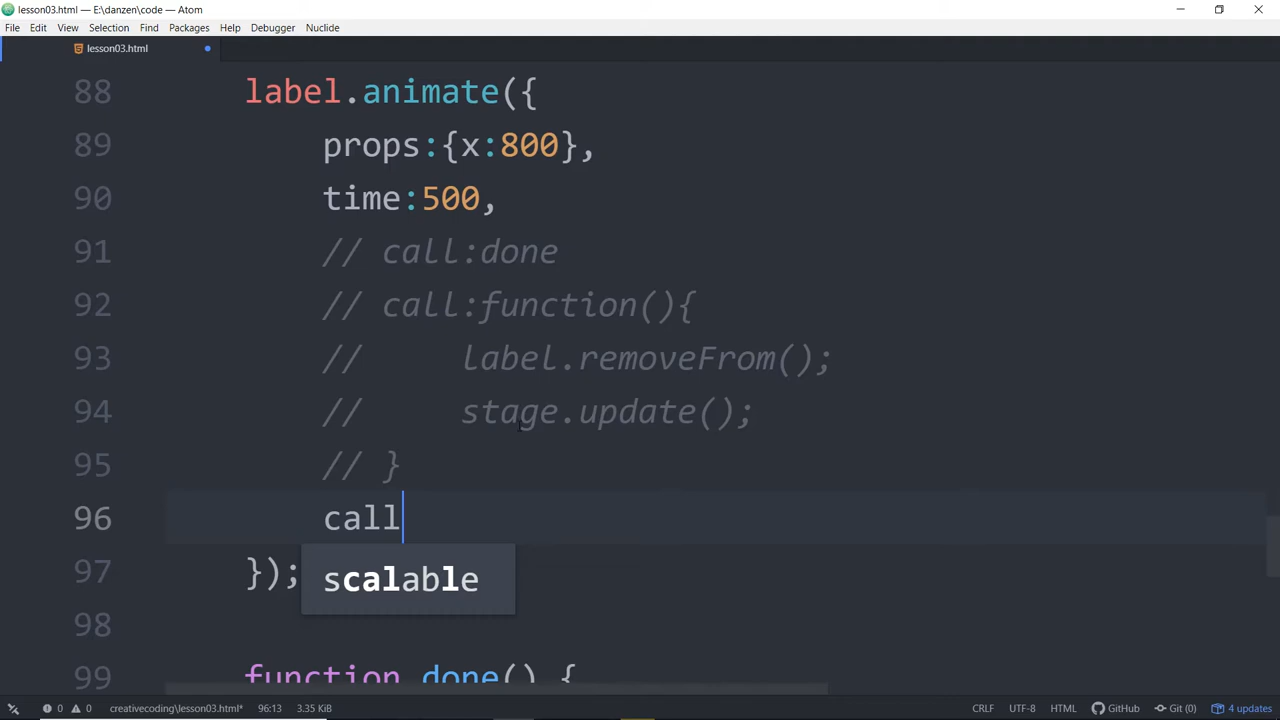 lesson03.html — E:\danzen\code — Atom
File Edit View Selection Find Packages Help Debugger Nuclide
lesson03.html
88 label.animate({
89 props:{x:800},
90 time:500,
91 // call:done
92 // call:function(){
93 // label.removeFrom();
94 // stage.update();
95 // }
96 call
97 });
scalable
98
99 function done() {
0 0 creativecoding\lesson03.html* 96:13 3.35 KiB CRLF UTF-8 HTML GitHub Git (0) 4 updates